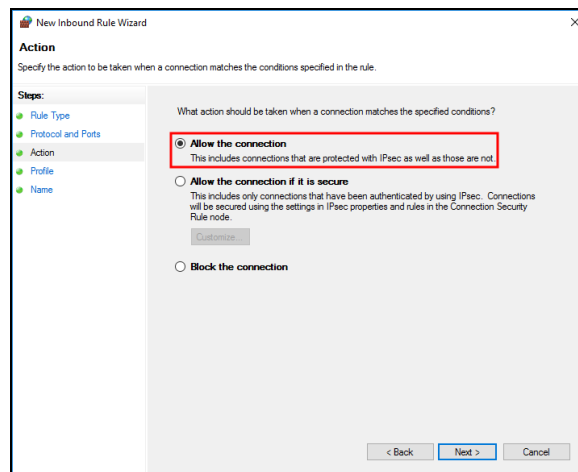 New Inbound Rule Wizard
Action
Specify the action to be taken when a connection matches the conditions specified in the rule.
Steps:
Rule Type
Protocol and Ports
Action
Profile
Name
What action should be taken when a connection matches the specified conditions?
Allow the connection
This includes connections that are protected with IPsec as well as those are not.
Allow the connection if it is secure
This includes only connections that have been authenticated by using IPsec. Connections
will be secured using the settings in IPsec properties and rules in the Connection Security
Rule node.
Customize...
Block the connection
< Back
Next >
Cancel